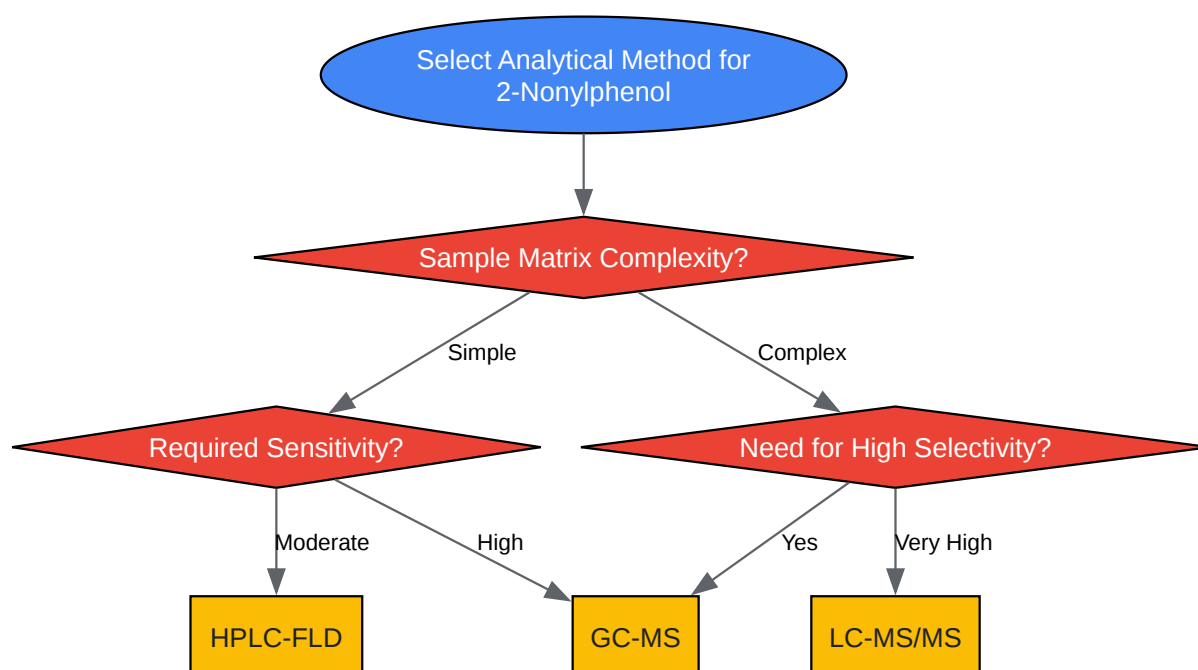 Select Analytical Method for
2-Nonylphenol
Sample Matrix Complexity?
Simple
Complex
Required Sensitivity?
Need for High Selectivity?
Moderate
High
Yes
Very High
HPLC-FLD
GC-MS
LC-MS/MS